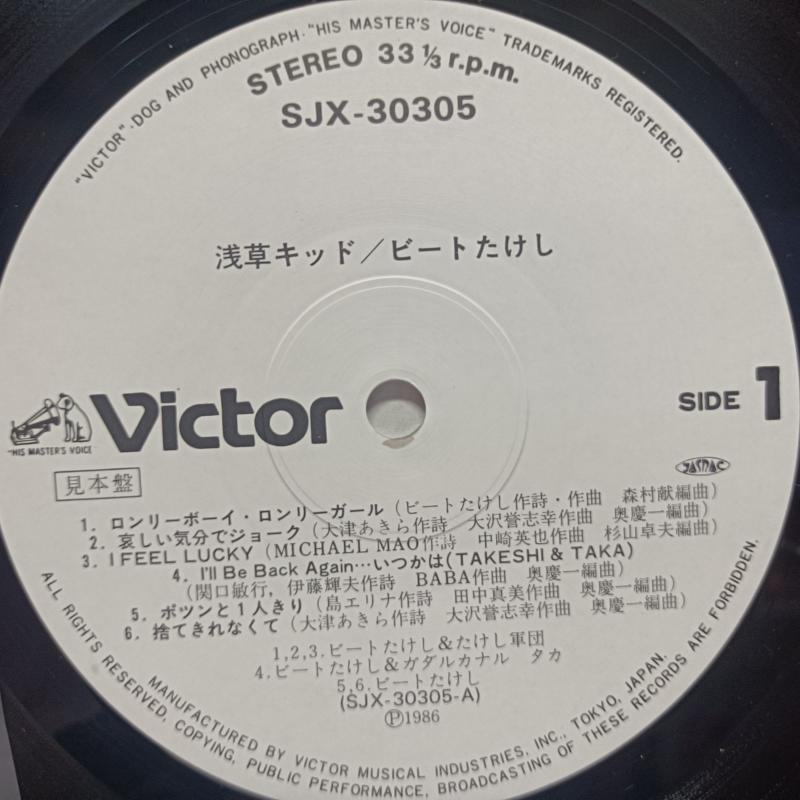 "VICTOR"·DOG AND PHONOGRAPH·"HIS MASTER'S VOICE" TRADEMARKS REGISTERED.
STEREO 33 1/3 r.p.m.
SJX-30305
浅草キッド／ビートたけし
Victor
"HIS MASTER'S VOICE"
SIDE 1
見本盤
JASRAC
1. ロンリーボーイ・ロンリーガール（ビートたけし作詩・作曲 森村献編曲）
2. 哀しい気分でジョーク（大津あきら作詩 大沢誉志幸作曲 奥慶一編曲）
3. I FEEL LUCKY（MICHAEL MAO作詩 中崎英也作曲 杉山卓夫編曲）
4. I'll Be Back Again…いつかは(TAKESHI & TAKA)
（関口敏行, 伊藤輝夫作詩 BABA作曲 奥慶一編曲）
5. ポツンと1人きり（島エリナ作詩 田中真美作曲 奥慶一編曲）
6. 捨てきれなくて（大津あきら作詩 大沢誉志幸作曲 奥慶一編曲）
1,2,3.ビートたけし&たけし軍団
4.ビートたけし&ガダルカナル タカ
5,6.ビートたけし
(SJX-30305-A)
Ⓟ1986
MANUFACTURED BY VICTOR MUSICAL INDUSTRIES, INC., TOKYO, JAPAN.
ALL RIGHTS RESERVED, COPYING, PUBLIC PERFORMANCE, BROADCASTING OF THESE RECORDS ARE FORBIDDEN.